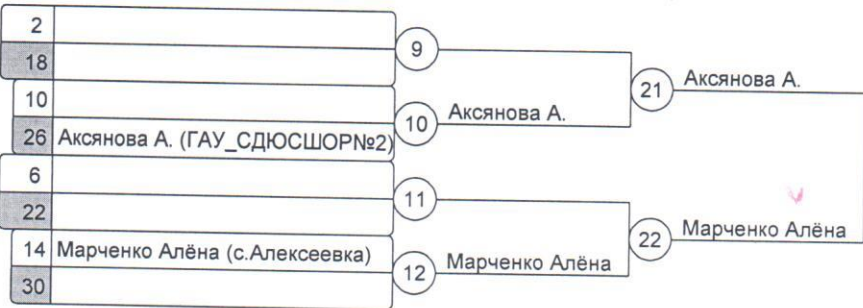 2
18
9
10
26 Аксянова А. (ГАУ_СДЮСШОР№2)
10 Аксянова А.
21 Аксянова А.
6
22
11
14 Марченко Алёна (с.Алексеевка)
30
12 Марченко Алёна
22 Марченко Алёна